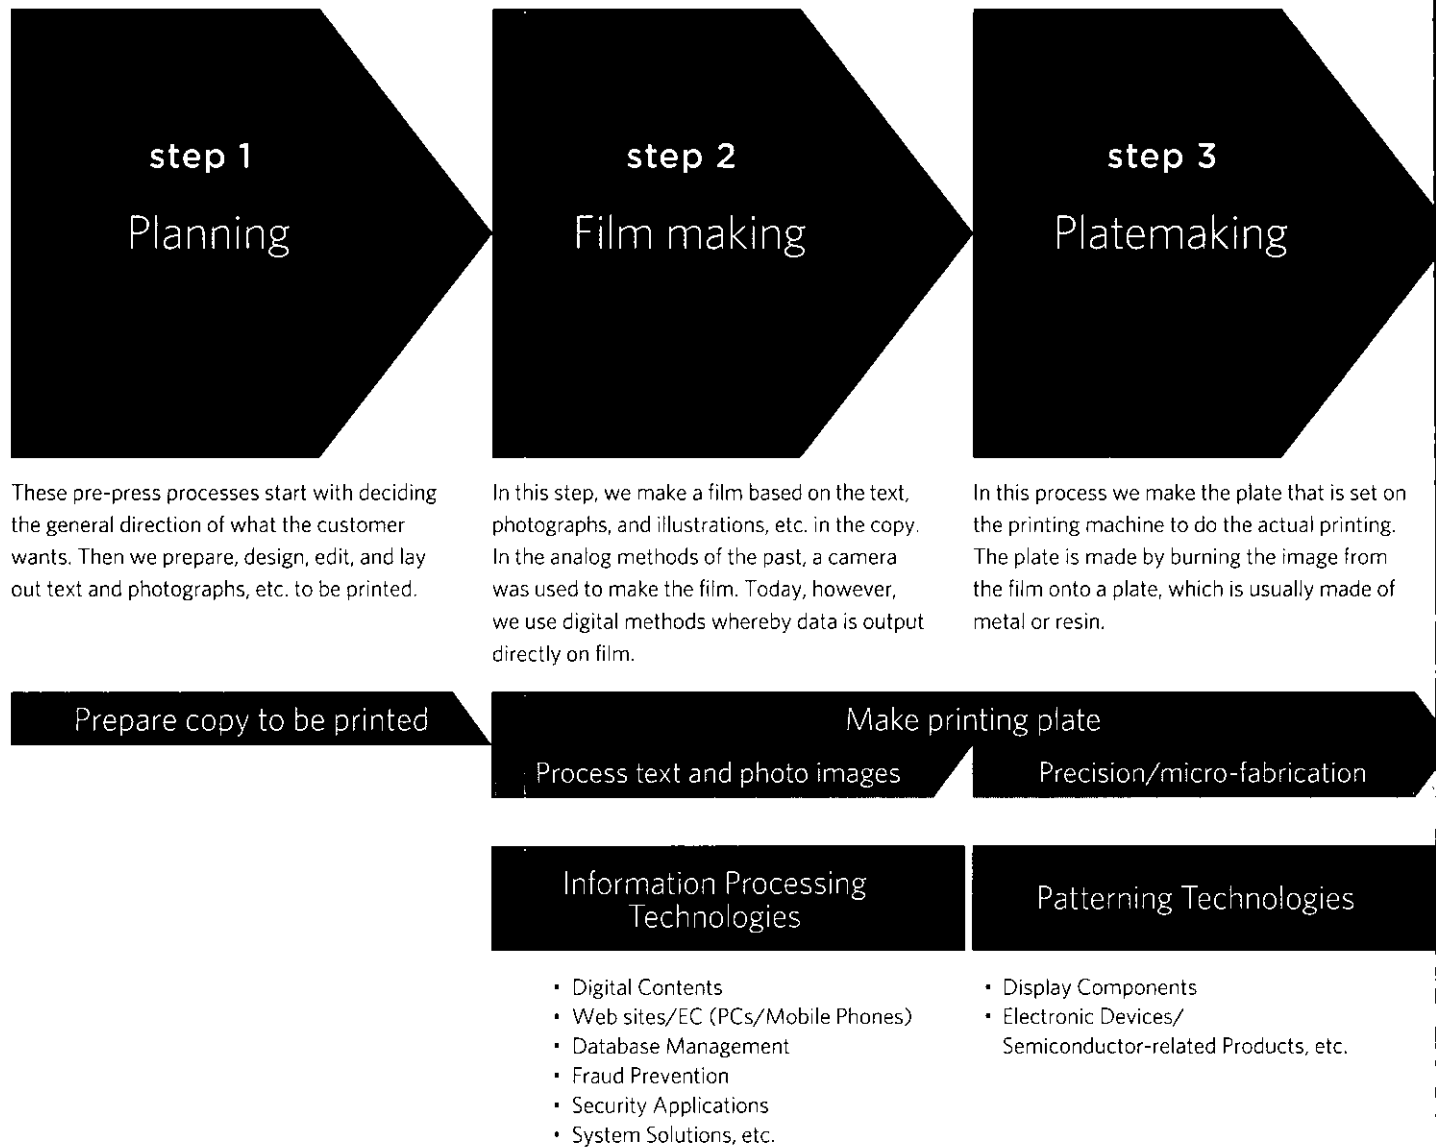 step 1
Planning
step 2
Film making
step 3
Platemaking
These pre-press processes start with deciding
the general direction of what the customer
wants. Then we prepare, design, edit, and lay
out text and photographs, etc. to be printed.
In this step, we make a film based on the text,
photographs, and illustrations, etc. in the copy.
In the analog methods of the past, a camera
was used to make the film. Today, however,
we use digital methods whereby data is output
directly on film.
In this process we make the plate that is set on
the printing machine to do the actual printing.
The plate is made by burning the image from
the film onto a plate, which is usually made of
metal or resin.
Prepare copy to be printed
Make printing plate
Process text and photo images
Precision/micro-fabrication
Information Processing
Technologies
Patterning Technologies
▪ Digital Contents
▪ Web sites/EC (PCs/Mobile Phones)
▪ Database Management
▪ Fraud Prevention
▪ Security Applications
▪ System Solutions, etc.
▪ Display Components
▪ Electronic Devices/
Semiconductor-related Products, etc.